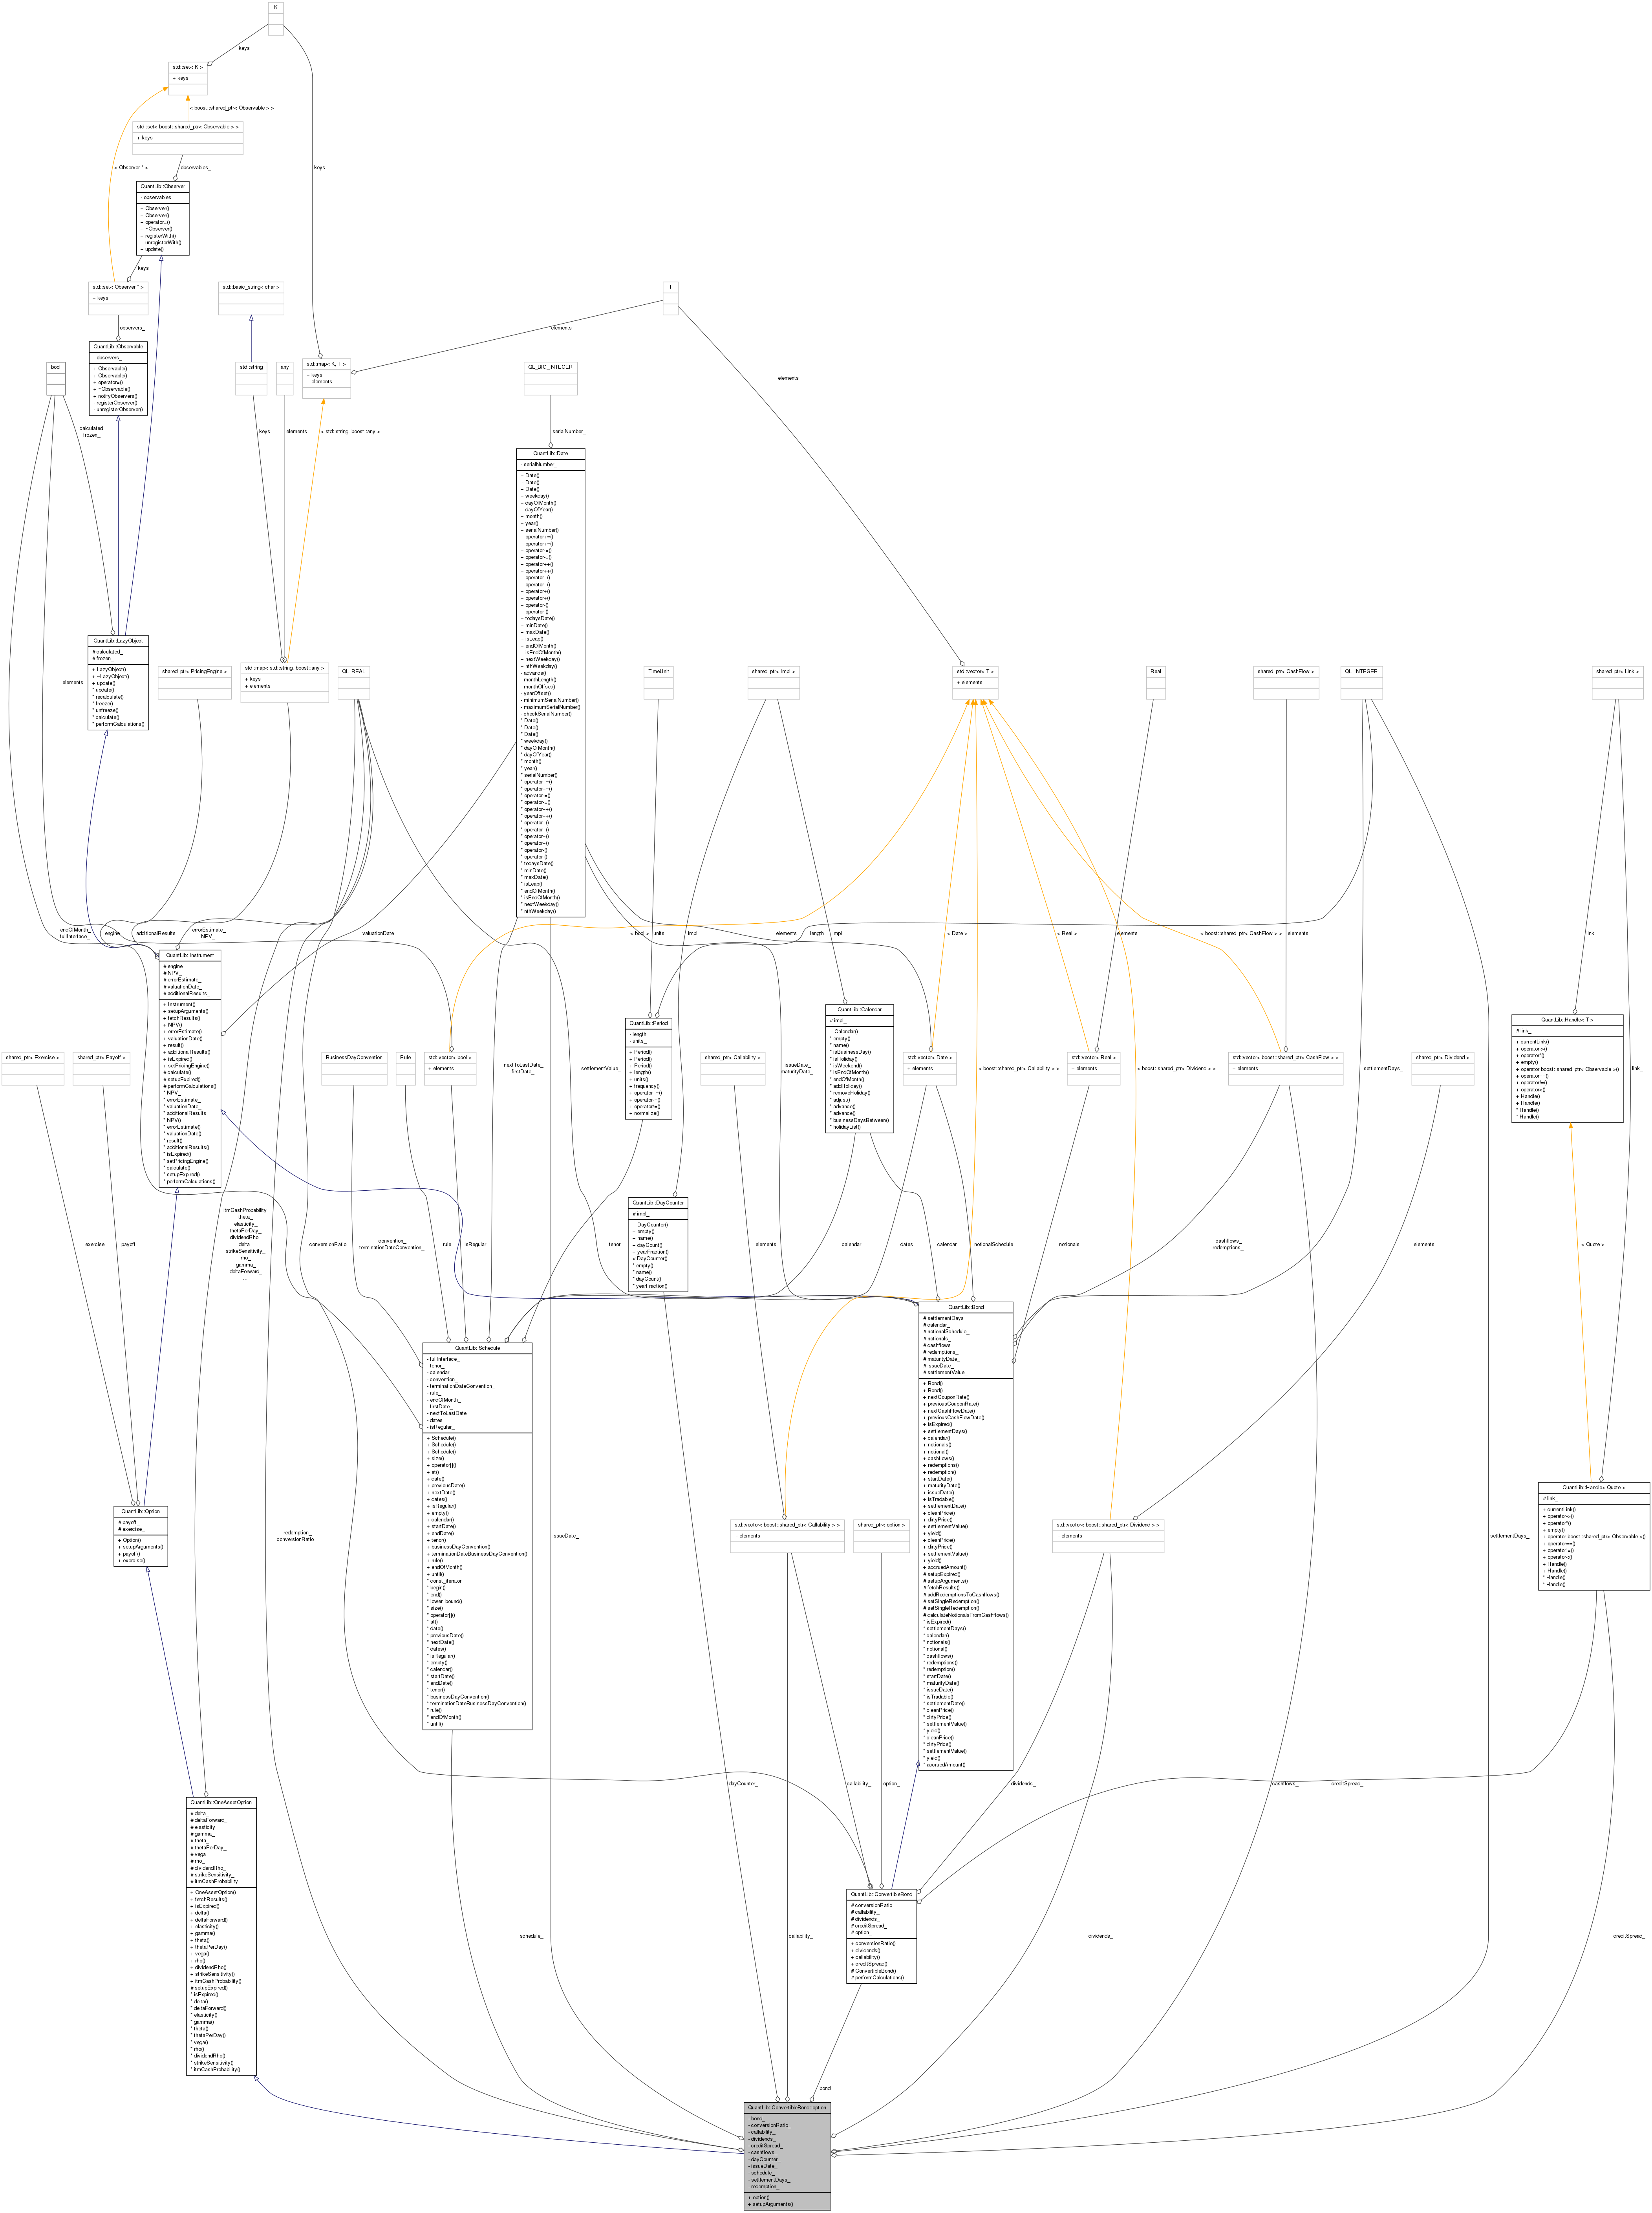 K
keys
std::set< K >
+ keys
< boost::shared_ptr< Observable > >
std::set< boost::shared_ptr< Observable > >
+ keys
< Observer * >
observables_
keys
QuantLib::Observer
- observables_
+ Observer()
+ Observer()
+ operator=()
+ ~Observer()
+ registerWith()
+ unregisterWith()
+ update()
keys
std::set< Observer * >
+ keys
std::basic_string< char >
T
observers_
elements
QuantLib::Observable
- observers_
+ Observable()
+ Observable()
+ operator=()
+ ~Observable()
+ notifyObservers()
- registerObserver()
- unregisterObserver()
bool
std::string
any
std::map< K, T >
+ keys
+ elements
QL_BIG_INTEGER
elements
calculated_
frozen_
keys
elements
< std::string, boost::any >
serialNumber_
QuantLib::Date
- serialNumber_
+ Date()
+ Date()
+ Date()
+ weekday()
+ dayOfMonth()
+ dayOfYear()
+ month()
+ year()
+ serialNumber()
+ operator+=()
+ operator+=()
+ operator-=()
+ operator-=()
+ operator++()
+ operator++()
+ operator--()
+ operator--()
+ operator+()
+ operator+()
+ operator-()
+ operator-()
+ todaysDate()
+ minDate()
+ maxDate()
+ isLeap()
+ endOfMonth()
+ isEndOfMonth()
+ nextWeekday()
+ nthWeekday()
- advance()
- monthLength()
- monthOffset()
- yearOffset()
- minimumSerialNumber()
- maximumSerialNumber()
- checkSerialNumber()
* Date()
* Date()
* Date()
* weekday()
* dayOfMonth()
* dayOfYear()
* month()
* year()
* serialNumber()
* operator+=()
* operator+=()
* operator-=()
* operator-=()
* operator++()
* operator++()
* operator--()
* operator--()
* operator+()
* operator+()
* operator-()
* operator-()
* todaysDate()
* minDate()
* maxDate()
* isLeap()
* endOfMonth()
* isEndOfMonth()
* nextWeekday()
* nthWeekday()
QuantLib::LazyObject
# calculated_
# frozen_
+ LazyObject()
+ ~LazyObject()
+ update()
* update()
* recalculate()
* freeze()
* unfreeze()
* calculate()
* performCalculations()
elements
shared_ptr< PricingEngine >
std::map< std::string, boost::any >
+ keys
+ elements
QL_REAL
TimeUnit
shared_ptr< Impl >
std::vector< T >
+ elements
Real
shared_ptr< CashFlow >
QL_INTEGER
shared_ptr< Link >
endOfMonth_
fullInterface_
engine_
additionalResults_
errorEstimate_
NPV_
valuationDate_
< bool >
units_
impl_
elements
length_
impl_
< Date >
< Real >
elements
< boost::shared_ptr< CashFlow > >
elements
link_
QuantLib::Instrument
# engine_
# NPV_
# errorEstimate_
# valuationDate_
# additionalResults_
+ Instrument()
+ setupArguments()
+ fetchResults()
+ NPV()
+ errorEstimate()
+ valuationDate()
+ result()
+ additionalResults()
+ isExpired()
+ setPricingEngine()
# calculate()
# setupExpired()
# performCalculations()
* NPV_
* errorEstimate_
* valuationDate_
* additionalResults_
* NPV()
* errorEstimate()
* valuationDate()
* result()
* additionalResults()
* isExpired()
* setPricingEngine()
* calculate()
* setupExpired()
* performCalculations()
QuantLib::Period
- length_
- units_
+ Period()
+ Period()
+ Period()
+ length()
+ units()
+ frequency()
+ operator+=()
+ operator-=()
+ operator/=()
+ normalize()
QuantLib::Calendar
# impl_
+ Calendar()
* empty()
* name()
* isBusinessDay()
* isHoliday()
* isWeekend()
* isEndOfMonth()
* endOfMonth()
* addHoliday()
* removeHoliday()
* adjust()
* advance()
* advance()
* businessDaysBetween()
* holidayList()
QuantLib::Handle< T >
# link_
+ currentLink()
+ operator->()
+ operator*()
+ empty()
+ operator boost::shared_ptr< Observable >()
+ operator==()
+ operator!=()
+ operator<()
+ Handle()
+ Handle()
* Handle()
* Handle()
shared_ptr< Exercise >
shared_ptr< Payoff >
BusinessDayConvention
Rule
std::vector< bool >
+ elements
nextToLastDate_
firstDate_
settlementValue_
shared_ptr< Callability >
issueDate_
maturityDate_
std::vector< Date >
+ elements
< boost::shared_ptr< Callability > >
std::vector< Real >
+ elements
< boost::shared_ptr< Dividend > >
std::vector< boost::shared_ptr< CashFlow > >
+ elements
settlementDays_
shared_ptr< Dividend >
link_
QuantLib::DayCounter
# impl_
+ DayCounter()
+ empty()
+ name()
+ dayCount()
+ yearFraction()
# DayCounter()
* empty()
* name()
* dayCount()
* yearFraction()
exercise_
payoff_
itmCashProbability_
theta_
elasticity_
thetaPerDay_
dividendRho_
delta_
strikeSensitivity_
rho_
gamma_
deltaForward_
...
conversionRatio_
convention_
terminationDateConvention_
rule_
isRegular_
tenor_
elements
calendar_
dates_
calendar_
notionalSchedule_
notionals_
cashflows_
redemptions_
elements
< Quote >
QuantLib::Schedule
- fullInterface_
- tenor_
- calendar_
- convention_
- terminationDateConvention_
- rule_
- endOfMonth_
- firstDate_
- nextToLastDate_
- dates_
- isRegular_
+ Schedule()
+ Schedule()
+ Schedule()
+ size()
+ operator[]()
+ at()
+ date()
+ previousDate()
+ nextDate()
+ dates()
+ isRegular()
+ empty()
+ calendar()
+ startDate()
+ endDate()
+ tenor()
+ businessDayConvention()
+ terminationDateBusinessDayConvention()
+ rule()
+ endOfMonth()
+ until()
* const_iterator
* begin()
* end()
* lower_bound()
* size()
* operator[]()
* at()
* date()
* previousDate()
* nextDate()
* dates()
* isRegular()
* empty()
* calendar()
* startDate()
* endDate()
* tenor()
* businessDayConvention()
* terminationDateBusinessDayConvention()
* rule()
* endOfMonth()
* until()
QuantLib::Bond
# settlementDays_
# calendar_
# notionalSchedule_
# notionals_
# cashflows_
# redemptions_
# maturityDate_
# issueDate_
# settlementValue_
+ Bond()
+ Bond()
+ nextCouponRate()
+ previousCouponRate()
+ nextCashFlowDate()
+ previousCashFlowDate()
+ isExpired()
+ settlementDays()
+ calendar()
+ notionals()
+ notional()
+ cashflows()
+ redemptions()
+ redemption()
+ startDate()
+ maturityDate()
+ issueDate()
+ isTradable()
+ settlementDate()
+ cleanPrice()
+ dirtyPrice()
+ settlementValue()
+ yield()
+ cleanPrice()
+ dirtyPrice()
+ settlementValue()
+ yield()
+ accruedAmount()
# setupExpired()
# setupArguments()
# fetchResults()
# addRedemptionsToCashflows()
# setSingleRedemption()
# setSingleRedemption()
# calculateNotionalsFromCashflows()
* isExpired()
* settlementDays()
* calendar()
* notionals()
* notional()
* cashflows()
* redemptions()
* redemption()
* startDate()
* maturityDate()
* issueDate()
* isTradable()
* settlementDate()
* cleanPrice()
* dirtyPrice()
* settlementValue()
* yield()
* cleanPrice()
* dirtyPrice()
* settlementValue()
* yield()
* accruedAmount()
QuantLib::Option
# payoff_
# exercise_
+ Option()
+ setupArguments()
+ payoff()
+ exercise()
redemption_
conversionRatio_
issueDate_
std::vector< boost::shared_ptr< Callability > >
+ elements
shared_ptr< option >
std::vector< boost::shared_ptr< Dividend > >
+ elements
settlementDays_
QuantLib::Handle< Quote >
# link_
+ currentLink()
+ operator->()
+ operator*()
+ empty()
+ operator boost::shared_ptr< Observable >()
+ operator==()
+ operator!=()
+ operator<()
+ Handle()
+ Handle()
* Handle()
* Handle()
dayCounter_
callability_
option_
dividends_
cashflows_
creditSpread_
QuantLib::OneAssetOption
# delta_
# deltaForward_
# elasticity_
# gamma_
# theta_
# thetaPerDay_
# vega_
# rho_
# dividendRho_
# strikeSensitivity_
# itmCashProbability_
+ OneAssetOption()
+ fetchResults()
+ isExpired()
+ delta()
+ deltaForward()
+ elasticity()
+ gamma()
+ theta()
+ thetaPerDay()
+ vega()
+ rho()
+ dividendRho()
+ strikeSensitivity()
+ itmCashProbability()
# setupExpired()
* isExpired()
* delta()
* deltaForward()
* elasticity()
* gamma()
* theta()
* thetaPerDay()
* vega()
* rho()
* dividendRho()
* strikeSensitivity()
* itmCashProbability()
schedule_
callability_
QuantLib::ConvertibleBond
# conversionRatio_
# callability_
# dividends_
# creditSpread_
# option_
+ conversionRatio()
+ dividends()
+ callability()
+ creditSpread()
# ConvertibleBond()
# performCalculations()
dividends_
creditSpread_
bond_
QuantLib::ConvertibleBond::option
- bond_
- conversionRatio_
- callability_
- dividends_
- creditSpread_
- cashflows_
- dayCounter_
- issueDate_
- schedule_
- settlementDays_
- redemption_
+ option()
+ setupArguments()